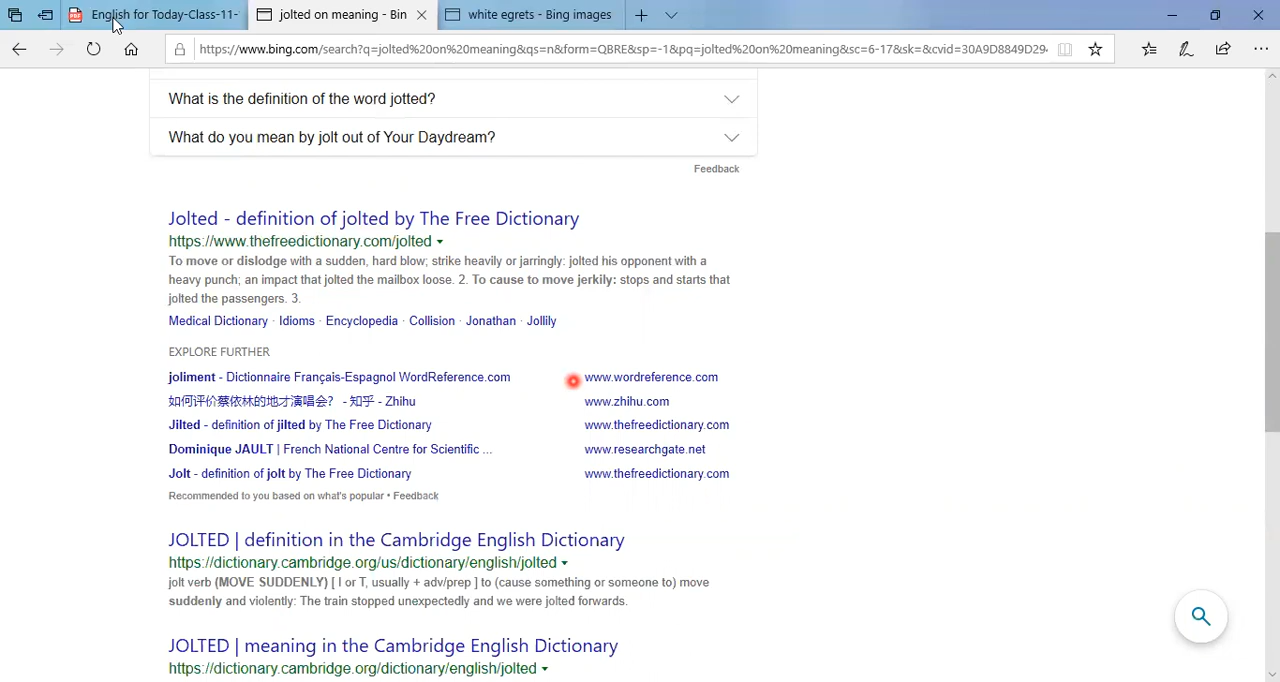 English for Today-Class-11-
jolted on meaning - Bin
white egrets - Bing images
https://www.bing.com/search?q=jolted%20on%20meaning&qs=n&form=QBRE&sp=-1&pq=jolted%20on%20meaning&sc=6-17&sk=&cvid=30A9D8849D294
What is the definition of the word jotted?
What do you mean by jolt out of Your Daydream?
Feedback
Jolted - definition of jolted by The Free Dictionary
https://www.thefreedictionary.com/jolted
To move or dislodge with a sudden, hard blow; strike heavily or jarringly: jolted his opponent with a
heavy punch; an impact that jolted the mailbox loose. 2. To cause to move jerkily: stops and starts that
jolted the passengers. 3.
Medical Dictionary · Idioms · Encyclopedia · Collision · Jonathan · Jollily
EXPLORE FURTHER
joliment - Dictionnaire Français-Espagnol WordReference.com www.wordreference.com
如何评价蔡依林的地才演唱会？ - 知乎 - Zhihu www.zhihu.com
Jilted - definition of jilted by The Free Dictionary www.thefreedictionary.com
Dominique JAULT | French National Centre for Scientific ... www.researchgate.net
Jolt - definition of jolt by The Free Dictionary www.thefreedictionary.com
Recommended to you based on what's popular • Feedback
JOLTED | definition in the Cambridge English Dictionary
https://dictionary.cambridge.org/us/dictionary/english/jolted
jolt verb (MOVE SUDDENLY) [ I or T, usually + adv/prep ] to (cause something or someone to) move
suddenly and violently: The train stopped unexpectedly and we were jolted forwards.
JOLTED | meaning in the Cambridge English Dictionary
https://dictionary.cambridge.org/dictionary/english/jolted